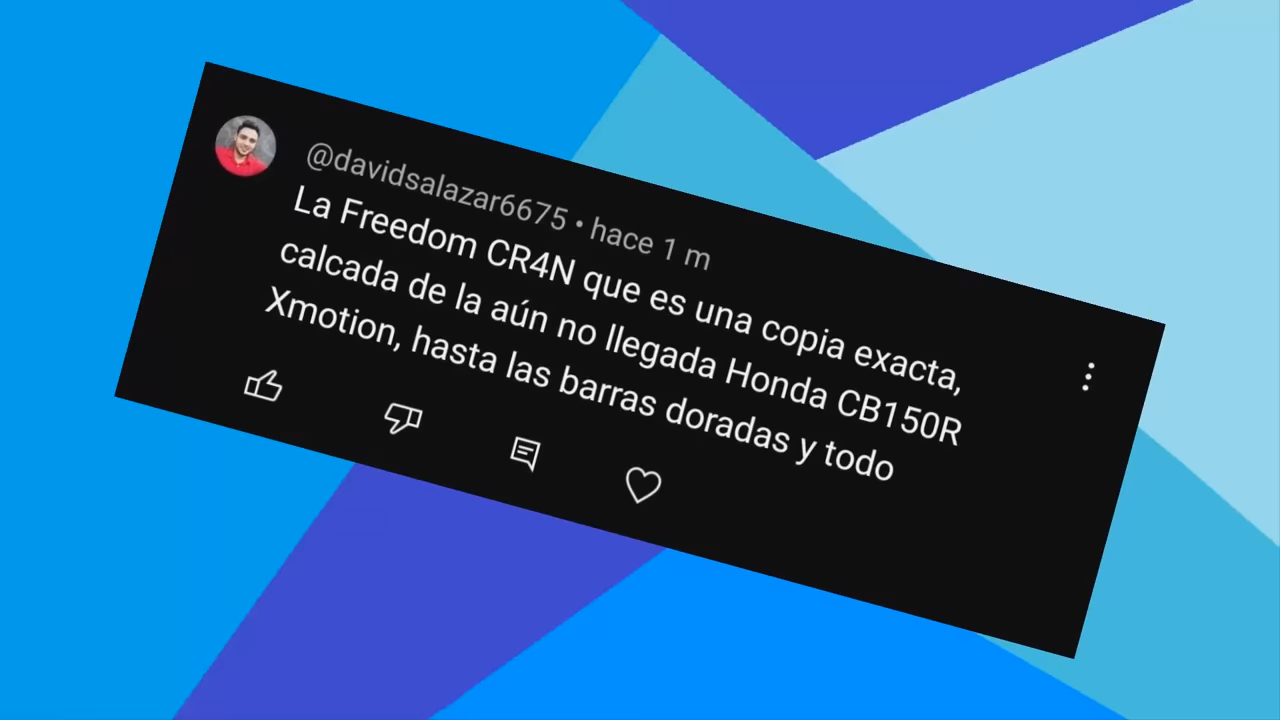 @davidsalazar6675 • hace 1 m
La Freedom CR4N que es una copia exacta,
calcada de la aún no llegada Honda CB150R
Xmotion, hasta las barras doradas y todo